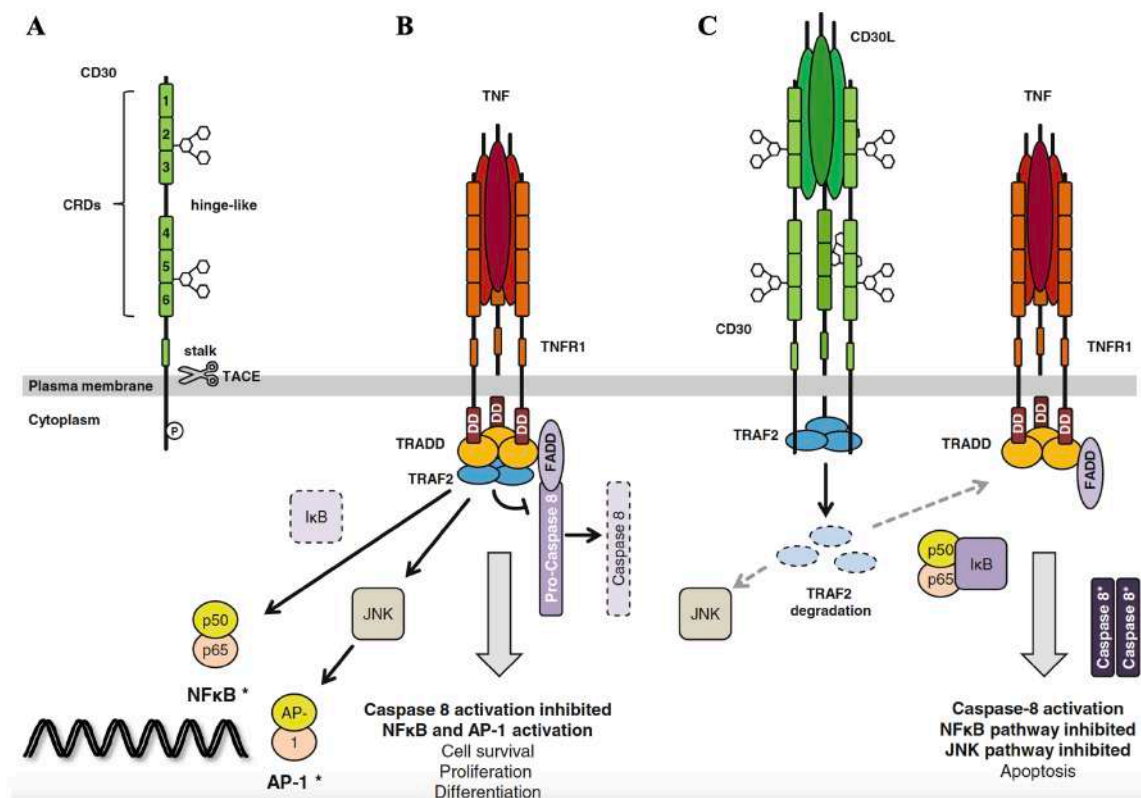 A
CD30
1
2
3
CRDs
hinge-like
4
5
6
stalk
TACE
Plasma membrane
Cytoplasm
P
B
TNF
TNFR1
DD
DD
DD
TRADD
TRAF2
FADD
IκB
Pro-Caspase 8
Caspase 8
JNK
p50
p65
NFκB *
AP-
1
AP-1 *
Caspase 8 activation inhibited
NFκB and AP-1 activation
Cell survival
Proliferation
Differentiation
C
CD30L
CD30
TRAF2
JNK
TRAF2
degradation
TNF
TNFR1
DD
DD
DD
TRADD
FADD
p50
p65
IκB
Caspase 8*
Caspase 8*
Caspase-8 activation
NFκB pathway inhibited
JNK pathway inhibited
Apoptosis